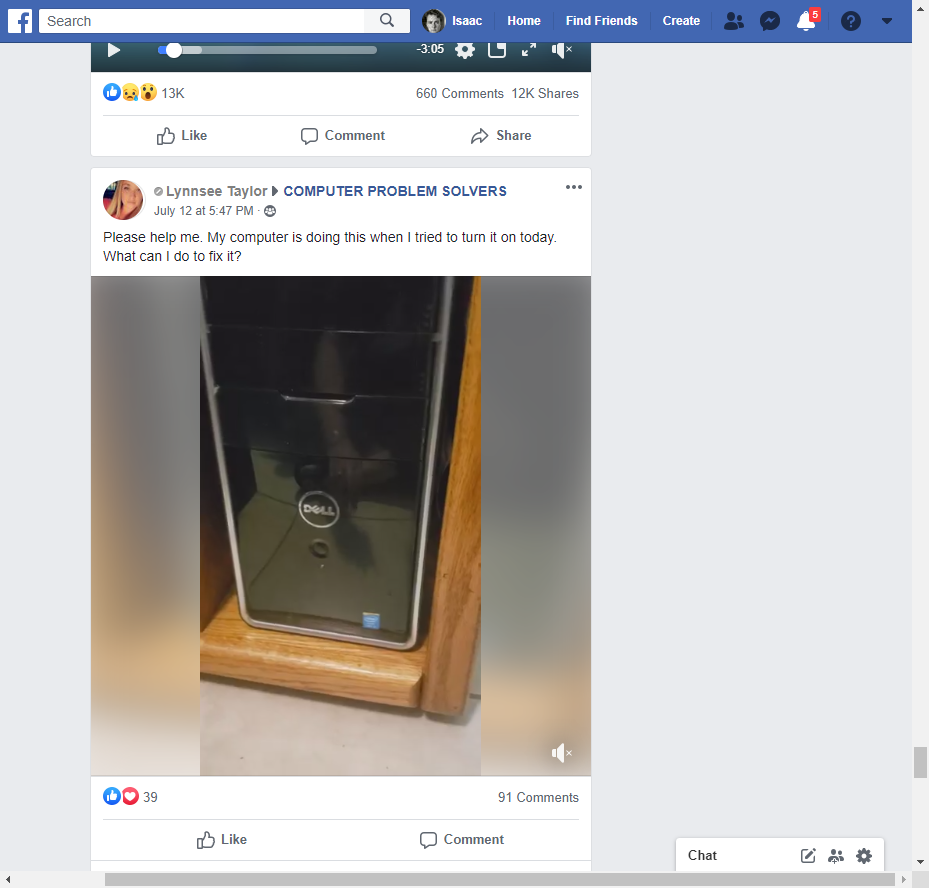 Search
Isaac
Home
Find Friends
Create
5
-3:05
13K
660 Comments 12K Shares
Like
Comment
Share
Lynnsee Taylor COMPUTER PROBLEM SOLVERS
July 12 at 5:47 PM ·
Please help me. My computer is doing this when I tried to turn it on today.
What can I do to fix it?
DELL
39
91 Comments
Like
Comment
Chat